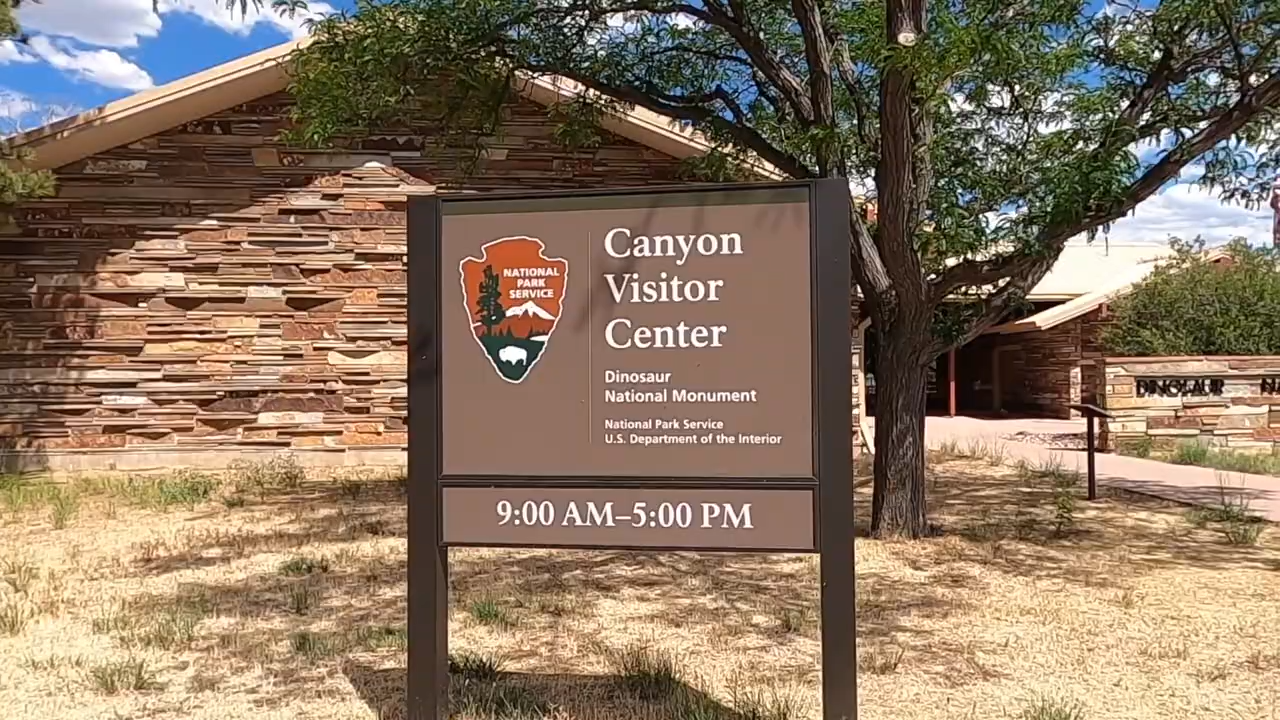 NATIONAL
PARK
SERVICE
Canyon
Visitor
Center
Dinosaur
National Monument
National Park Service
U.S. Department of the Interior
9:00 AM–5:00 PM
DINOSAUR